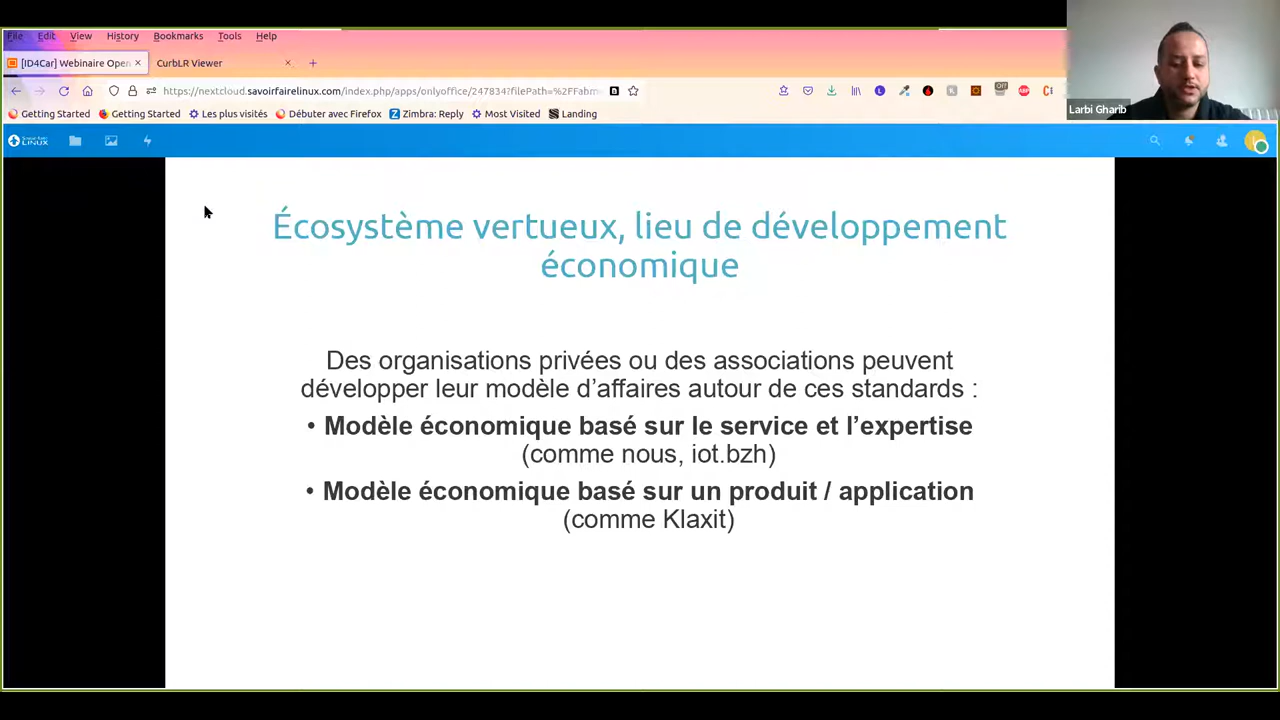 File Edit View History Bookmarks Tools Help
[ID4Car] Webinaire Open
CurbLR Viewer
https://nextcloud.savoirfairelinux.com/index.php/apps/onlyoffice/247834?filePath=%2FFabm
Getting Started
Getting Started
Les plus visités
Débuter avec Firefox
Zimbra: Reply
Most Visited
Landing
Larbi Gharib
LINUX
Écosystème vertueux, lieu de développement
économique
Des organisations privées ou des associations peuvent
développer leur modèle d’affaires autour de ces standards :
• Modèle économique basé sur le service et l’expertise
(comme nous, iot.bzh)
• Modèle économique basé sur un produit / application
(comme Klaxit)